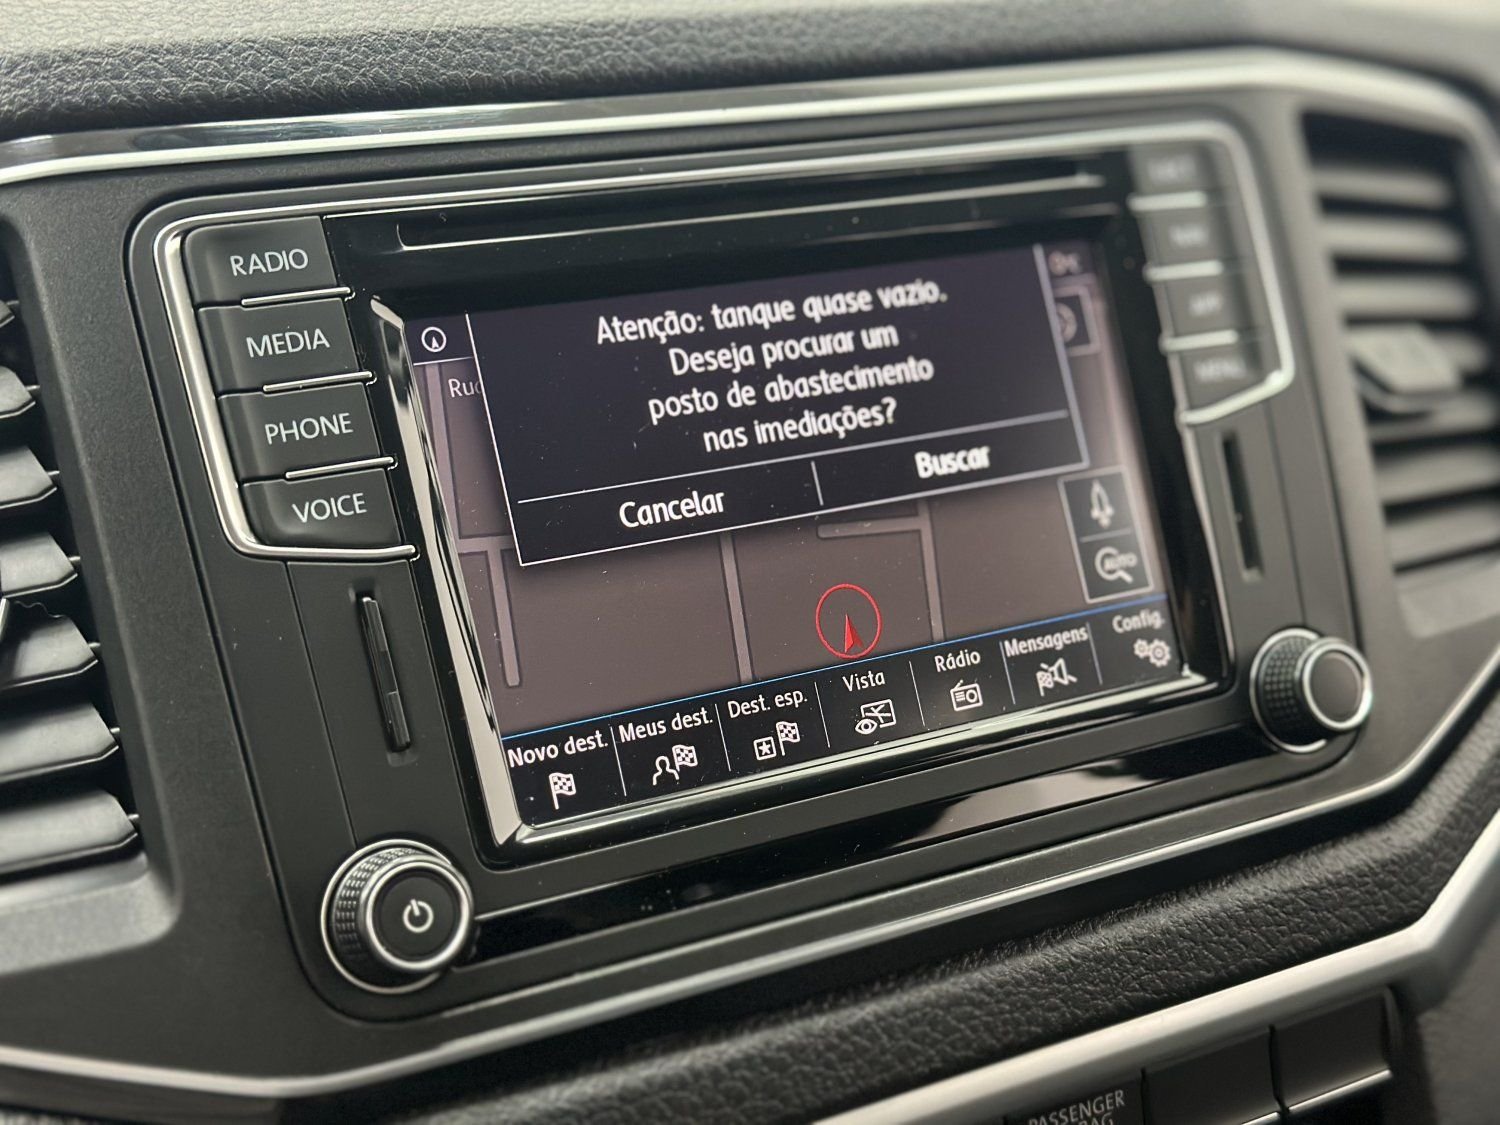 RADIO
MEDIA
PHONE
VOICE
Atenção: tanque quase vazio.
Deseja procurar um
posto de abastecimento
nas imediações?
Cancelar
Buscar
AUTO
Novo dest.
Meus dest.
Dest. esp.
Vista
Rádio
Mensagens
Config.
PASSENGER